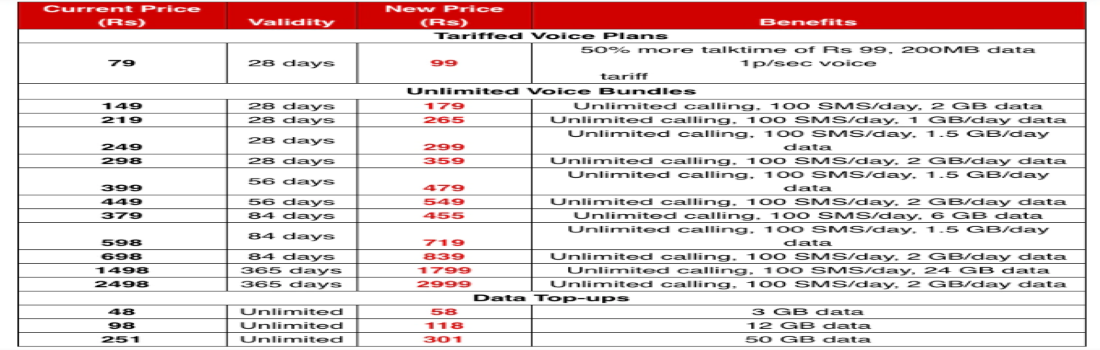 Current Price (Rs) Validity New Price (Rs) Benefits
Tariffed Voice Plans
79 28 days 99 50% more talktime of Rs 99, 200MB data 1p/sec voice tariff
Unlimited Voice Bundles
149 28 days 179 Unlimited calling, 100 SMS/day, 2 GB data
219 28 days 265 Unlimited calling, 100 SMS/day, 1 GB/day data
249 28 days 299 Unlimited calling, 100 SMS/day, 1.5 GB/day data
298 28 days 359 Unlimited calling, 100 SMS/day, 2 GB/day data
399 56 days 479 Unlimited calling, 100 SMS/day, 1.5 GB/day data
449 56 days 549 Unlimited calling, 100 SMS/day, 2 GB/day data
379 84 days 455 Unlimited calling, 100 SMS/day, 6 GB data
598 84 days 719 Unlimited calling, 100 SMS/day, 1.5 GB/day data
698 84 days 839 Unlimited calling, 100 SMS/day, 2 GB/day data
1498 365 days 1799 Unlimited calling, 100 SMS/day, 24 GB data
2498 365 days 2999 Unlimited calling, 100 SMS/day, 2 GB/day data
Data Top-ups
48 Unlimited 58 3 GB data
98 Unlimited 118 12 GB data
251 Unlimited 301 50 GB data